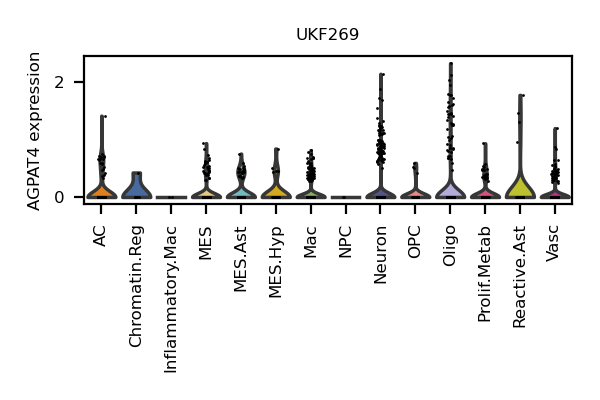 UKF269
AGPAT4 expression
2
0
AC
Chromatin.Reg
Inflammatory.Mac
MES
MES.Ast
MES.Hyp
Mac
NPC
Neuron
OPC
Oligo
Prolif.Metab
Reactive.Ast
Vasc